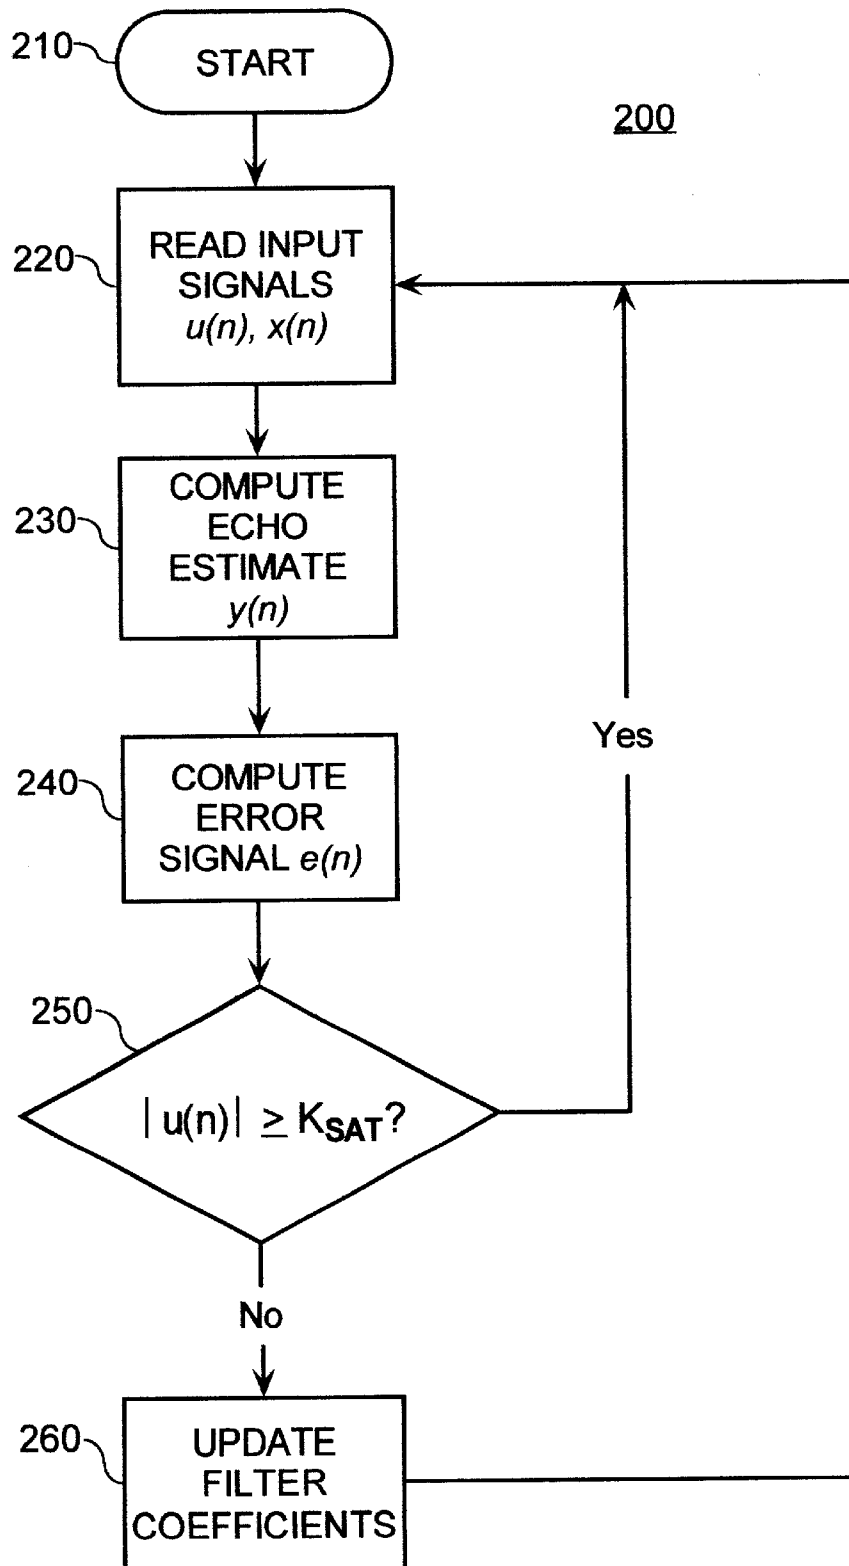 210
START
200
220
READ INPUT
SIGNALS
u(n), x(n)
230
COMPUTE
ECHO
ESTIMATE
y(n)
Yes
240
COMPUTE
ERROR
SIGNAL e(n)
250
| u(n)| ≥ KSAT?
No
260
UPDATE
FILTER
COEFFICIENTS